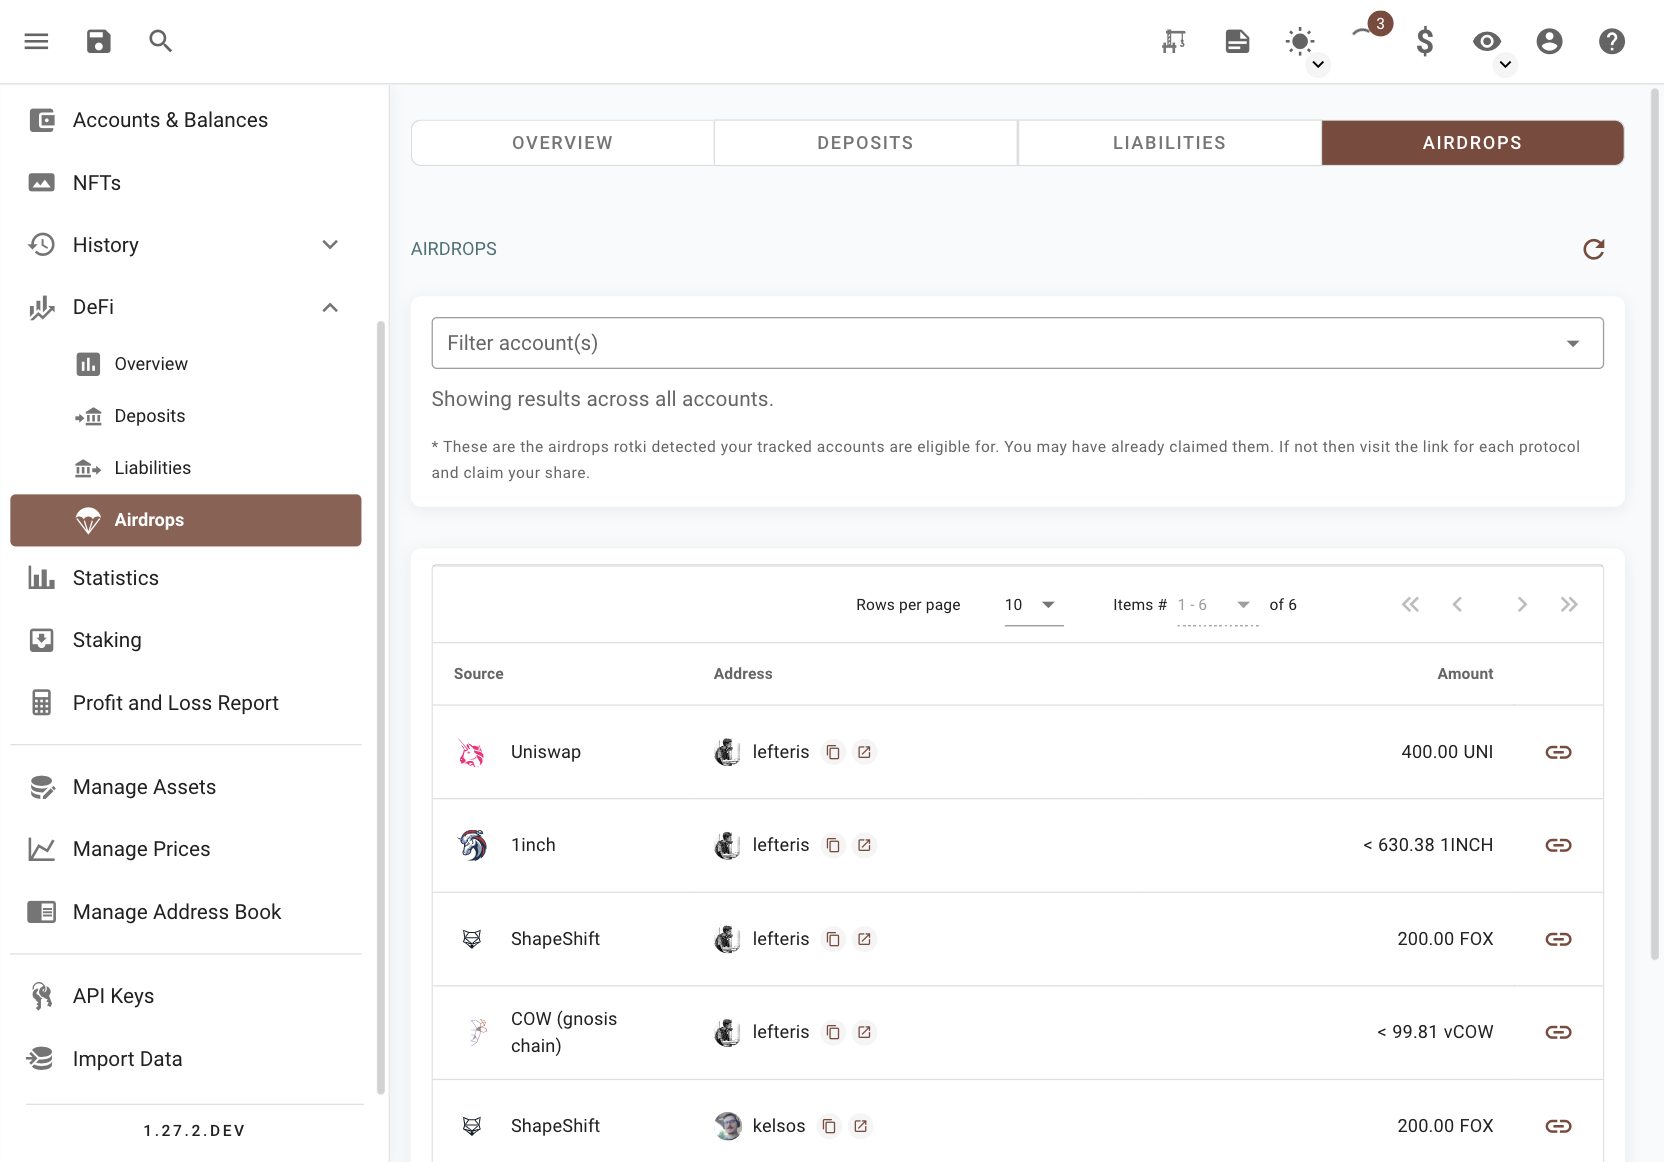 3
Accounts & Balances
NFTs
History
DeFi
Overview
Deposits
Liabilities
Airdrops
Statistics
Staking
Profit and Loss Report
Manage Assets
Manage Prices
Manage Address Book
API Keys
Import Data
1.27.2.DEV
OVERVIEW DEPOSITS LIABILITIES AIRDROPS
AIRDROPS
Filter account(s)
Showing results across all accounts.
* These are the airdrops rotki detected your tracked accounts are eligible for. You may have already claimed them. If not then visit the link for each protocol
and claim your share.
Rows per page 10 Items # 1 - 6 of 6
Source Address Amount
Uniswap lefteris 400.00 UNI
1inch lefteris < 630.38 1INCH
ShapeShift lefteris 200.00 FOX
COW (gnosis
chain) lefteris < 99.81 vCOW
ShapeShift kelsos 200.00 FOX